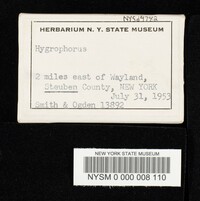 NYSd4742
HERBARIUM N. Y. STATE MUSEUM
Hygrophorus
2 miles east of Wayland,
Steuben County, NEW YORK
July 31, 1953
Smith & Ogden 13892
NEW YORK STATE MUSEUM
NYSM 0 000 008 110